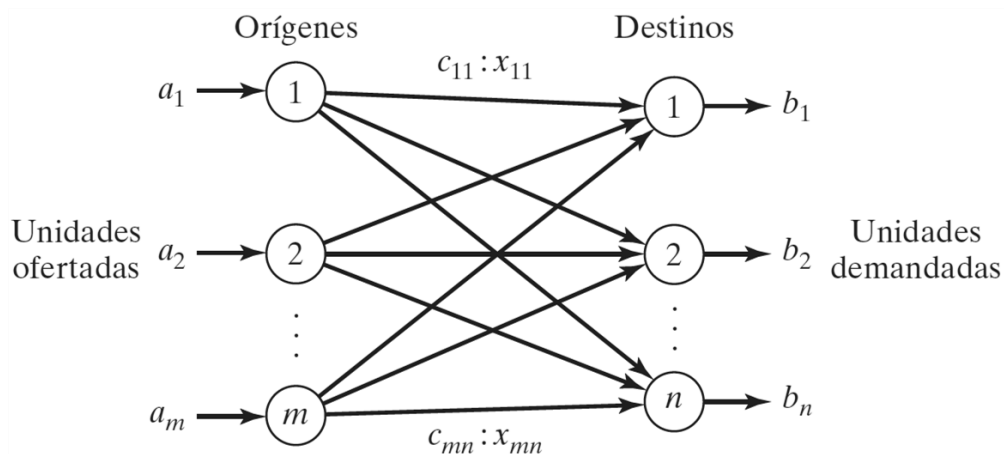 Orígenes
Destinos
c11 : x11
a1
1
1
b1
Unidades
ofertadas
a2
2
2
b2
Unidades
demandadas
am
m
n
bn
cmn : xmn